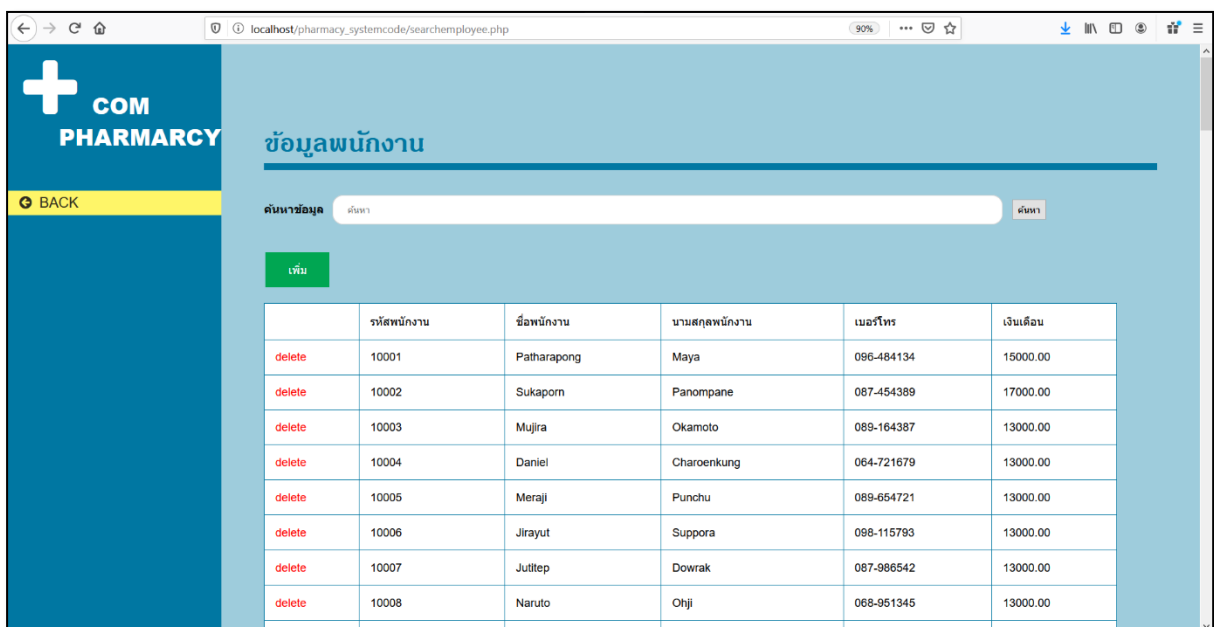 localhost/pharmacy_systemcode/searchemployee.php 90%
COM
PHARMARCY
BACK
ข้อมูลพนักงาน
ค้นหาข้อมูล ค้นหา ค้นหา
เพิ่ม
รหัสพนักงาน ชื่อพนักงาน นามสกุลพนักงาน เบอร์โทร เงินเดือน
delete 10001 Patharapong Maya 096-484134 15000.00
delete 10002 Sukaporn Panompane 087-454389 17000.00
delete 10003 Mujira Okamoto 089-164387 13000.00
delete 10004 Daniel Charoenkung 064-721679 13000.00
delete 10005 Meraji Punchu 089-654721 13000.00
delete 10006 Jirayut Suppora 098-115793 13000.00
delete 10007 Jutitep Dowrak 087-986542 13000.00
delete 10008 Naruto Ohji 068-951345 13000.00